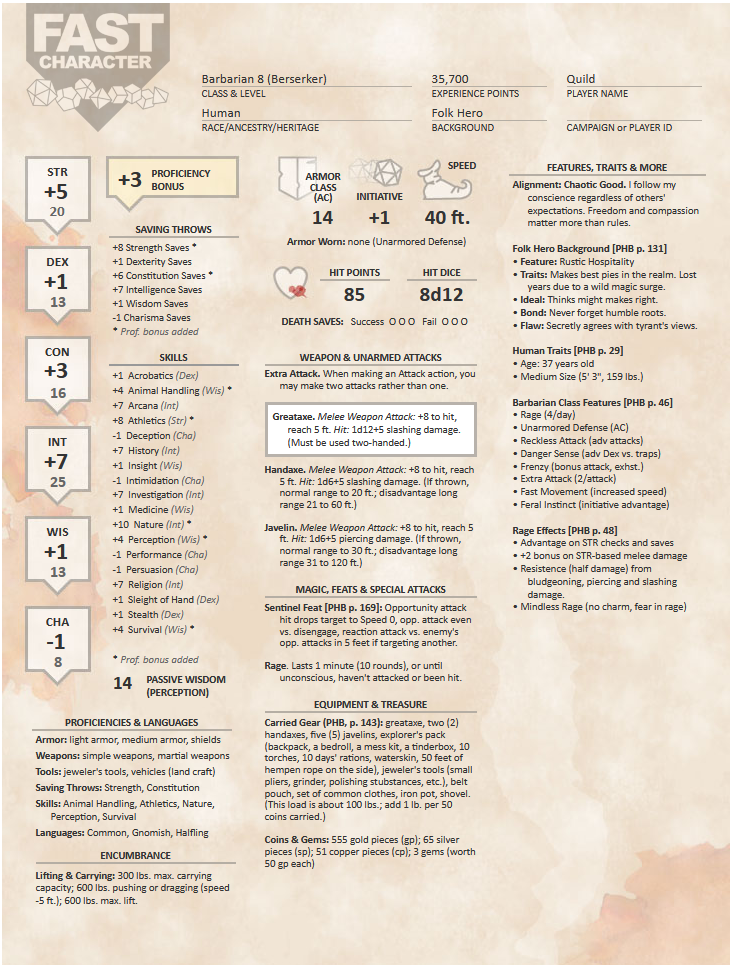 FAST
CHARACTER
Barbarian 8 (Berserker)
CLASS & LEVEL
35,700
EXPERIENCE POINTS
Quild
PLAYER NAME
Human
RACE/ANCESTRY/HERITAGE
Folk Hero
BACKGROUND
CAMPAIGN or PLAYER ID
STR
+5
20
DEX
+1
13
CON
+3
16
INT
+7
25
WIS
+1
13
CHA
-1
8
+3
PROFICIENCY
BONUS
SAVING THROWS
+8 Strength Saves *
+1 Dexterity Saves
+6 Constitution Saves *
+7 Intelligence Saves
+1 Wisdom Saves
-1 Charisma Saves
* Prof. bonus added
SKILLS
+1 Acrobatics (Dex)
+4 Animal Handling (Wis) *
+7 Arcana (Int)
+8 Athletics (Str) *
-1 Deception (Cha)
+7 History (Int)
+1 Insight (Wis)
-1 Intimidation (Cha)
+7 Investigation (Int)
+1 Medicine (Wis)
+10 Nature (Int) *
+4 Perception (Wis) *
-1 Performance (Cha)
-1 Persuasion (Cha)
+7 Religion (Int)
+1 Sleight of Hand (Dex)
+1 Stealth (Dex)
+4 Survival (Wis) *
* Prof. bonus added
14 PASSIVE WISDOM
(PERCEPTION)
PROFICIENCIES & LANGUAGES
Armor: light armor, medium armor, shields
Weapons: simple weapons, martial weapons
Tools: jeweler's tools, vehicles (land craft)
Saving Throws: Strength, Constitution
Skills: Animal Handling, Athletics, Nature,
Perception, Survival
Languages: Common, Gnomish, Halfling
ENCUMBRANCE
Lifting & Carrying: 300 lbs. max. carrying
capacity; 600 lbs. pushing or dragging (speed
-5 ft.); 600 lbs. max. lift.
ARMOR
CLASS
(AC)
14
INITIATIVE
+1
SPEED
40 ft.
Armor Worn: none (Unarmored Defense)
HIT POINTS
85
HIT DICE
8d12
DEATH SAVES: Success O O O Fail O O O
WEAPON & UNARMED ATTACKS
Extra Attack. When making an Attack action, you
may make two attacks rather than one.
Greataxe. Melee Weapon Attack: +8 to hit,
reach 5 ft. Hit: 1d12+5 slashing damage.
(Must be used two-handed.)
Handaxe. Melee Weapon Attack: +8 to hit, reach
5 ft. Hit: 1d6+5 slashing damage. (If thrown,
normal range to 20 ft.; disadvantage long
range 21 to 60 ft.)
Javelin. Melee Weapon Attack: +8 to hit, reach 5
ft. Hit: 1d6+5 piercing damage. (If thrown,
normal range to 30 ft.; disadvantage long
range 31 to 120 ft.)
MAGIC, FEATS & SPECIAL ATTACKS
Sentinel Feat [PHB p. 169]: Opportunity attack
hit drops target to Speed 0, opp. attack even
vs. disengage, reaction attack vs. enemy's
opp. attacks in 5 feet if targeting another.
Rage. Lasts 1 minute (10 rounds), or until
unconscious, haven't attacked or been hit.
EQUIPMENT & TREASURE
Carried Gear (PHB, p. 143): greataxe, two (2)
handaxes, five (5) javelins, explorer's pack
(backpack, a bedroll, a mess kit, a tinderbox, 10
torches, 10 days' rations, waterskin, 50 feet of
hempen rope on the side), jeweler's tools (small
pliers, grinder, polishing stubstances, etc.), belt
pouch, set of common clothes, iron pot, shovel.
(This load is about 100 lbs.; add 1 lb. per 50
coins carried.)
Coins & Gems: 555 gold pieces (gp); 65 silver
pieces (sp); 51 copper pieces (cp); 3 gems (worth
50 gp each)
FEATURES, TRAITS & MORE
Alignment: Chaotic Good. I follow my
conscience regardless of others'
expectations. Freedom and compassion
matter more than rules.
Folk Hero Background [PHB p. 131]
• Feature: Rustic Hospitality
• Traits: Makes best pies in the realm. Lost
years due to a wild magic surge.
• Ideal: Thinks might makes right.
• Bond: Never forget humble roots.
• Flaw: Secretly agrees with tyrant's views.
Human Traits [PHB p. 29]
• Age: 37 years old
• Medium Size (5' 3", 159 lbs.)
Barbarian Class Features [PHB p. 46]
• Rage (4/day)
• Unarmored Defense (AC)
• Reckless Attack (adv attacks)
• Danger Sense (adv Dex vs. traps)
• Frenzy (bonus attack, exhst.)
• Extra Attack (2/attack)
• Fast Movement (increased speed)
• Feral Instinct (initiative advantage)
Rage Effects [PHB p. 48]
• Advantage on STR checks and saves
• +2 bonus on STR-based melee damage
• Resistence (half damage) from
bludgeoning, piercing and slashing
damage.
• Mindless Rage (no charm, fear in rage)